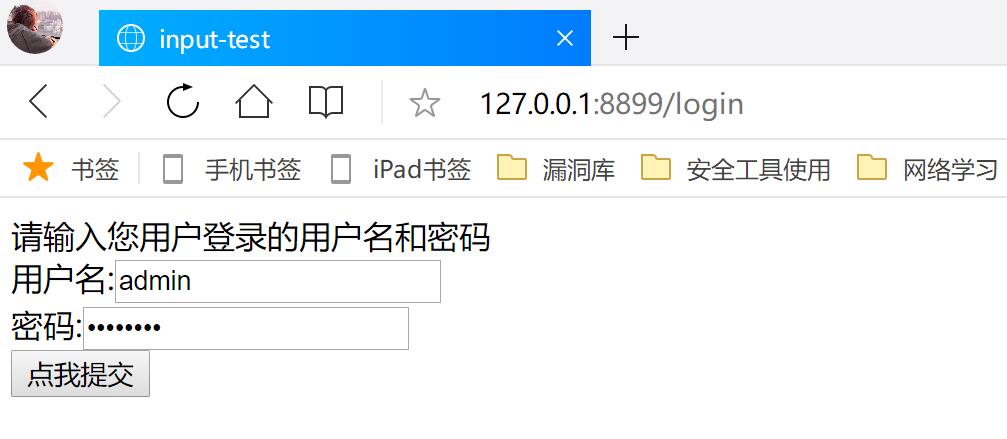 input-test
127.0.0.1:8899/login
书签 手机书签 iPad书签 漏洞库 安全工具使用 网络学习
请输入您用户登录的用户名和密码
用户名:admin
密码:••••••••
点我提交